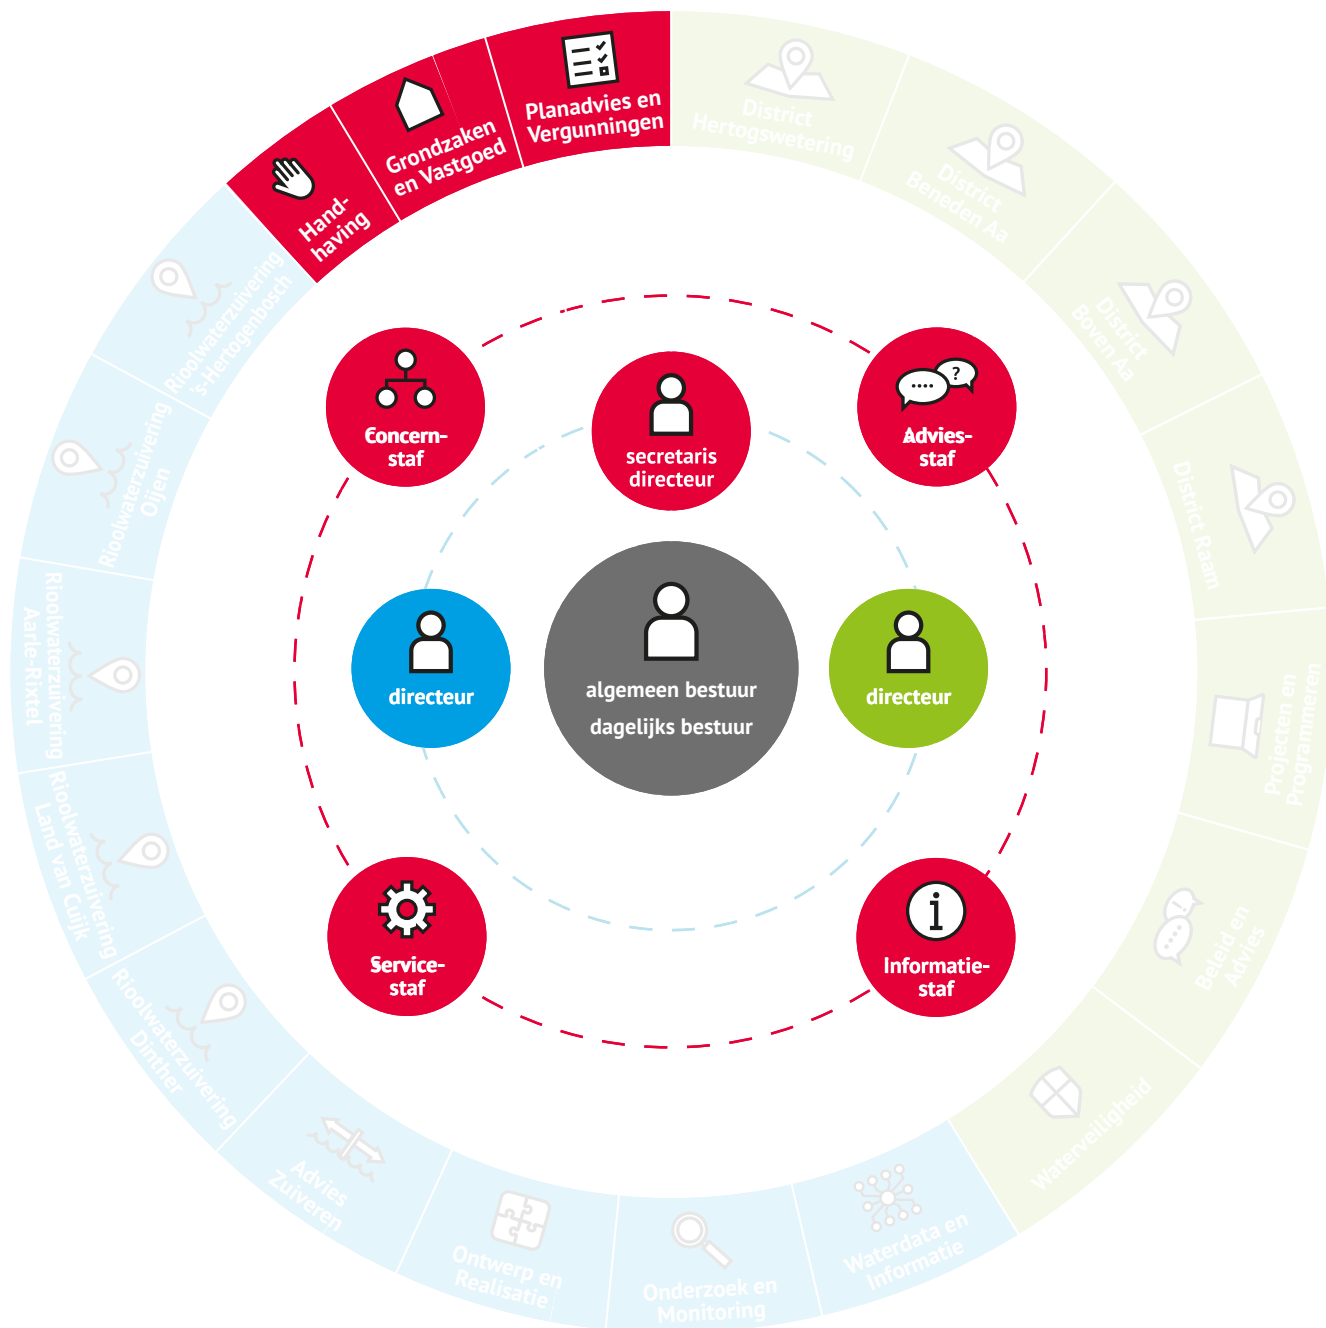 Planadvies en
Vergunningen
District
Hertogswetering
District
Beneden Aa
District
Boven Aa
District Raam
Projecten en
Programmeren
Beleid en
Advies
Waterveiligheid
Waterdata en
Informatie
Onderzoek en
Monitoring
Ontwerp en
Realisatie
Advies
Zuiveren
Rioolwaterzuivering
Dinther
Rioolwaterzuivering
Land van Cuijk
Rioolwaterzuivering
Aarle-Rixtel
Rioolwaterzuivering
Oijen
Rioolwaterzuivering
's-Hertogenbosch
Hand-
having
Grondzaken
en Vastgoed
Concern-
staf
secretaris
directeur
?
Advies-
staf
directeur
algemeen bestuur
dagelijks bestuur
directeur
Service-
staf
i
Informatie-
staf